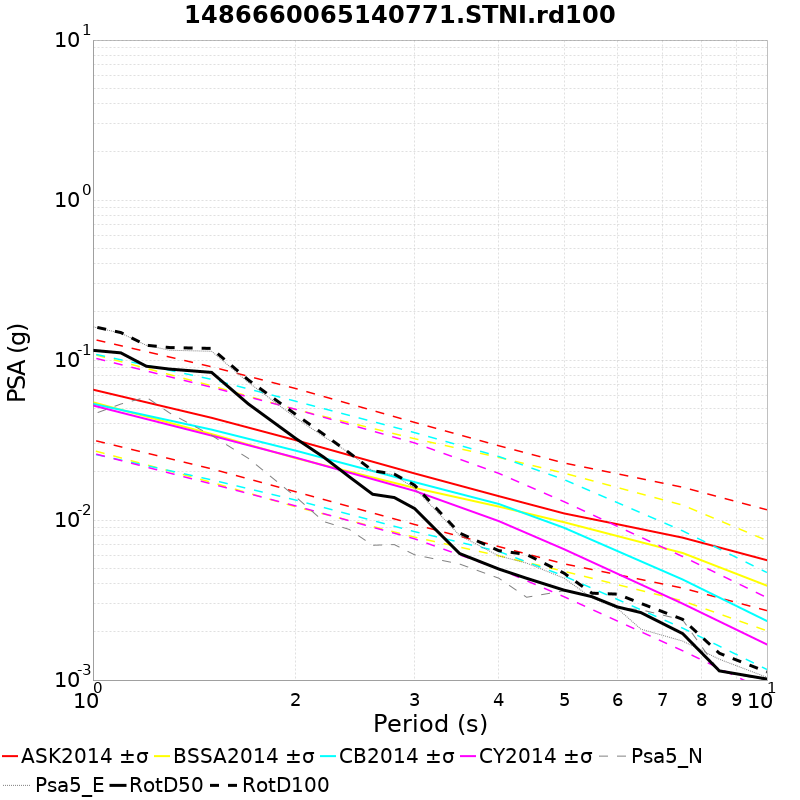 1486660065140771.STNI.rd100
10^1
10^0
10^-1
10^-2
10^-3
PSA (g)
10^0 2 3 4 5 6 7 8 9 10^1
Period (s)
ASK2014 ±σ BSSA2014 ±σ CB2014 ±σ CY2014 ±σ Psa5_N
Psa5_E RotD50 RotD100